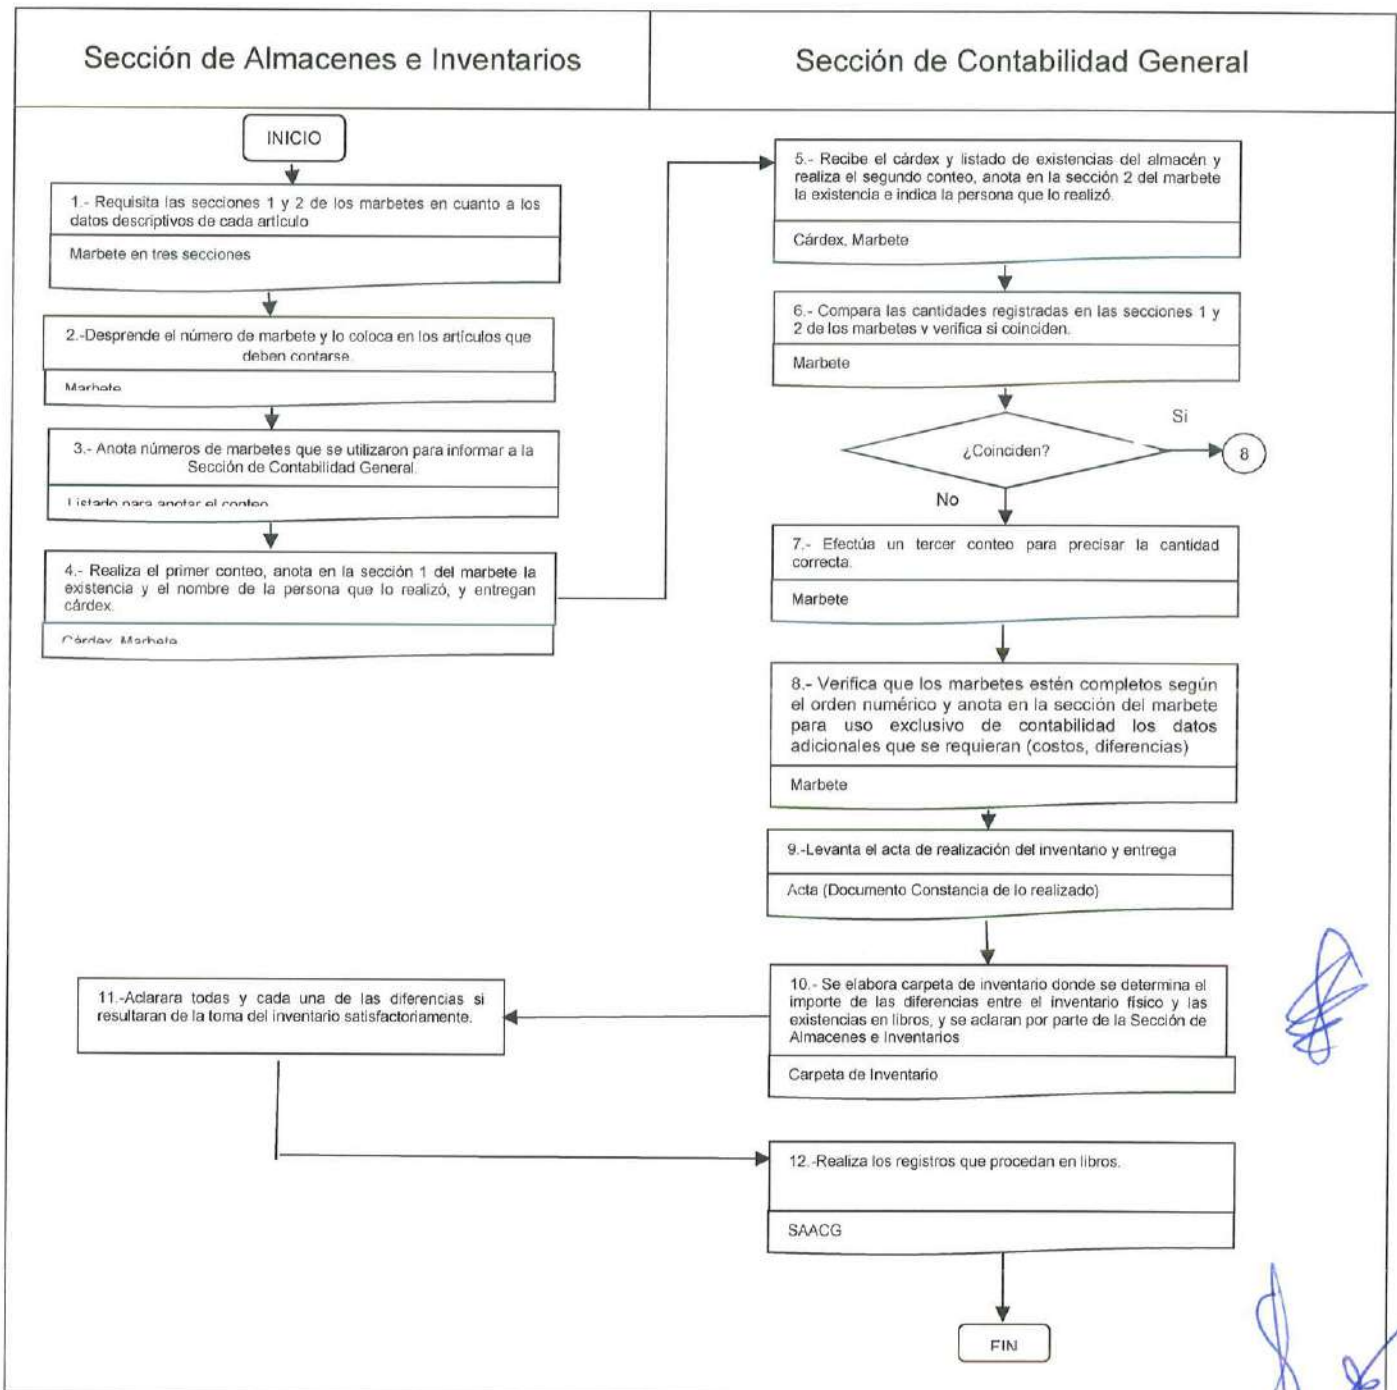 Sección de Almacenes e Inventarios
Sección de Contabilidad General
INICIO
1.- Requisita las secciones 1 y 2 de los marbetes en cuanto a los
datos descriptivos de cada artículo
Marbete en tres secciones
2.-Desprende el número de marbete y lo coloca en los artículos que
deben contarse.
Marbete
3.- Anota números de marbetes que se utilizaron para informar a la
Sección de Contabilidad General.
Listado para anotar el conteo
4.- Realiza el primer conteo, anota en la sección 1 del marbete la
existencia y el nombre de la persona que lo realizó, y entregan
cárdex.
Cárdex, Marbete
5.- Recibe el cárdex y listado de existencias del almacén y
realiza el segundo conteo, anota en la sección 2 del marbete
la existencia e indica la persona que lo realizó.
Cárdex, Marbete
6.- Compara las cantidades registradas en las secciones 1 y
2 de los marbetes y verifica si coinciden.
Marbete
¿Coinciden?
Si
8
No
7.- Efectúa un tercer conteo para precisar la cantidad
correcta.
Marbete
8.- Verifica que los marbetes estén completos según
el orden numérico y anota en la sección del marbete
para uso exclusivo de contabilidad los datos
adicionales que se requieran (costos, diferencias)
Marbete
9.-Levanta el acta de realización del inventario y entrega
Acta (Documento Constancia de lo realizado)
10.- Se elabora carpeta de inventario donde se determina el
importe de las diferencias entre el inventario físico y las
existencias en libros, y se aclaran por parte de la Sección de
Almacenes e Inventarios
Carpeta de Inventario
11.-Aclarara todas y cada una de las diferencias si
resultaran de la toma del inventario satisfactoriamente.
12.-Realiza los registros que procedan en libros.
SAACG
FIN